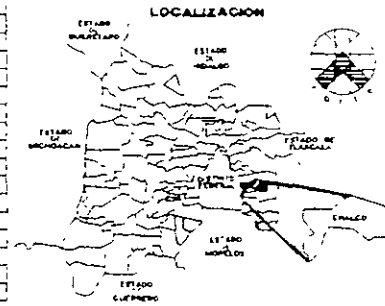 LOCALIZACION
ESTADO
DE
QUERETARO
ESTADO
DE
HIDALGO
ESTADO
DE
MICHOACAN
ESTADO DE
TLAXCALA
DISTRITO
FEDERAL
CHALCO
ESTADO
DE
MORELOS
ESTADO
DE
GUERRERO